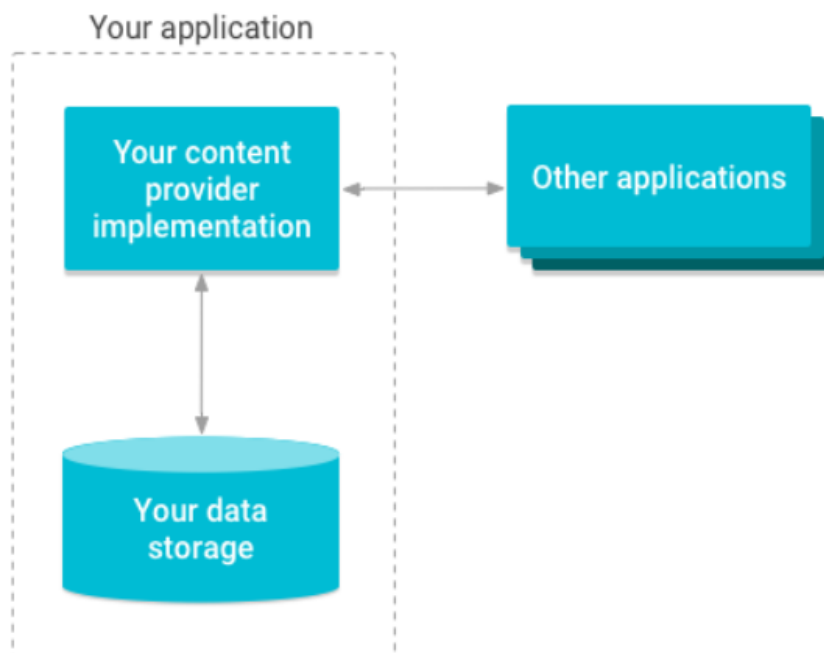 Your application
Your content
provider
implementation
Other applications
Your data
storage